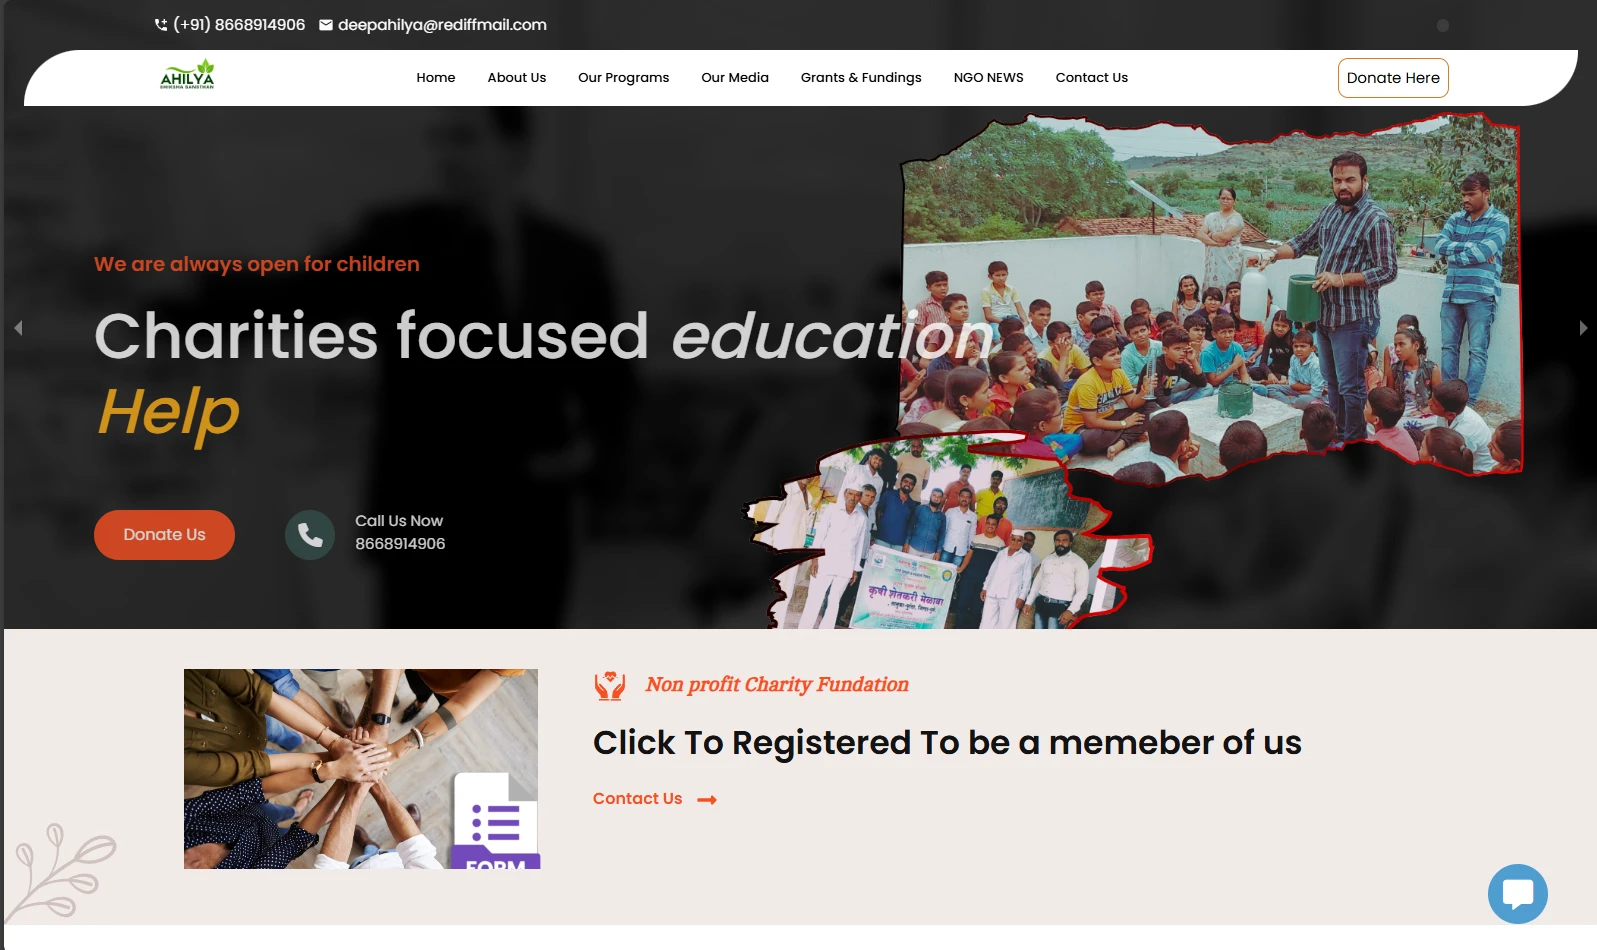 (+91) 8668914906 deepahilya@rediffmail.com
AHILYA
SHIKSHA SANSTHAN
Home About Us Our Programs Our Media Grants & Fundings NGO NEWS Contact Us Donate Here
We are always open for children
Charities focused education
Help
Donate Us
Call Us Now
8668914906
कृषी शेतकरी मेळावा
Non profit Charity Fundation
Click To Registered To be a memeber of us
Contact Us
FORM